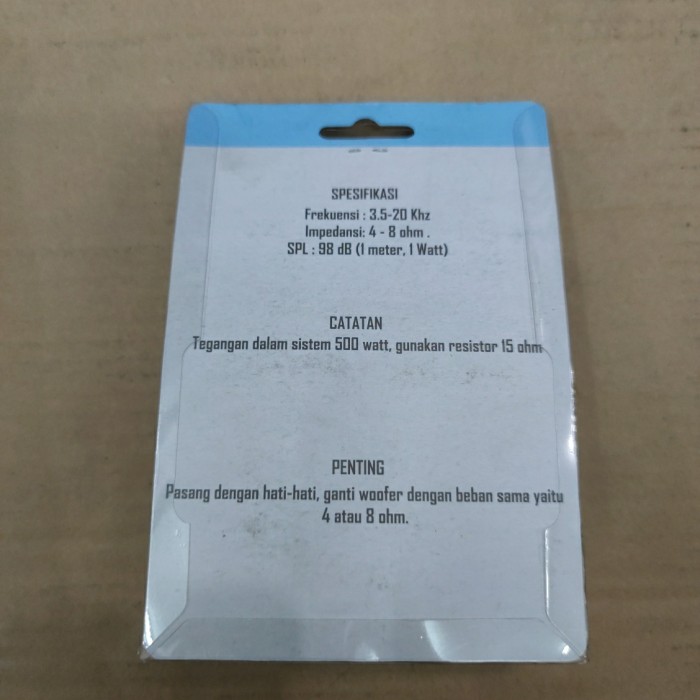 SPESIFIKASI
Frekuensi : 3.5-20 Khz
Impedansi: 4 - 8 ohm .
SPL : 98 dB (1 meter, 1 Watt)
CATATAN
Tegangan dalam sistem 500 watt, gunakan resistor 15 ohm
PENTING
Pasang dengan hati-hati, ganti woofer dengan beban sama yaitu
4 atau 8 ohm.